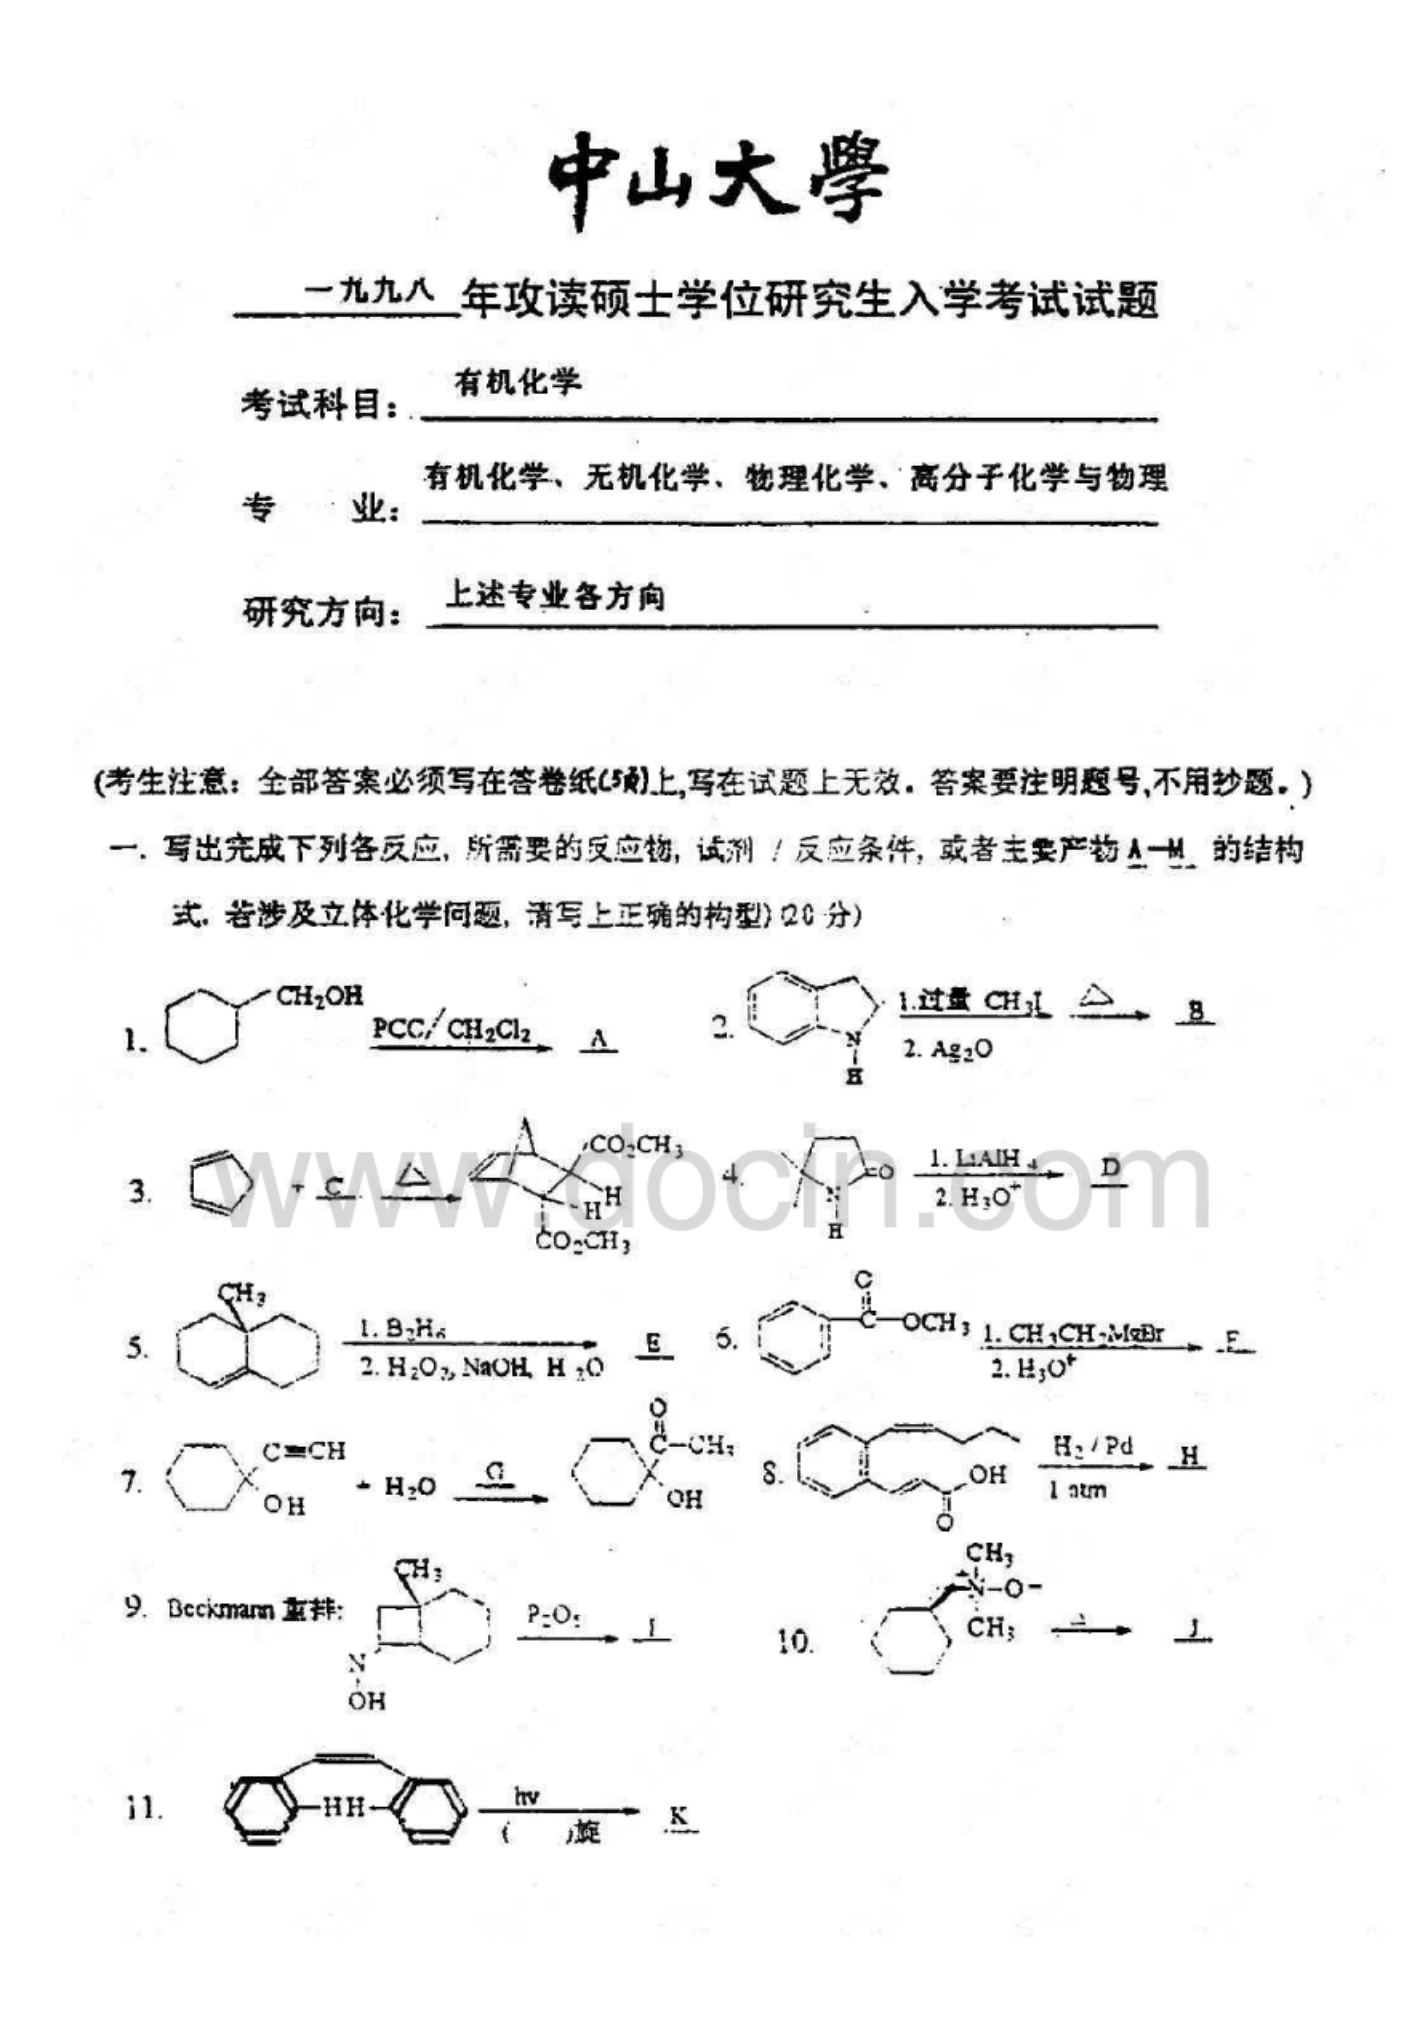 中山大學
一九九八 年攻读硕士学位研究生入学考试试题
考试科目: 有机化学
专 业: 有机化学、无机化学、物理化学、高分子化学与物理
研究方向: 上述专业各方向
(考生注意: 全部答案必须写在答卷纸上,写在试题上无效. 答案要注明题号,不用抄题. )
一. 写出完成下列各反应, 所需要的反应物, 试剂 / 反应条件, 或者主要产物 A—M 的结构
式. 若涉及立体化学问题, 请写上正确的构型) (20 分)
1. CH2OH PCC/CH2Cl2 A
2. N H 1.过量 CH3I 2. Ag2O △ B
3. + C △ CO2CH3 H H CO2CH3
4. N H O 1. LiAlH4 2. H3O+ D
5. CH3 1. B2H6 2. H2O2, NaOH, H2O E
6. O C OCH3 1. CH3CH2MgBr 2. H3O+ F
7. C≡CH OH + H2O G O C-CH3 OH
8. OH O H2 / Pd 1 atm H
9. Beckmann 重排: CH3 N OH P2O5 I
10. CH3 +N-O- CH3 △ J
11. HH hv ( )旋 K
www.docin.com